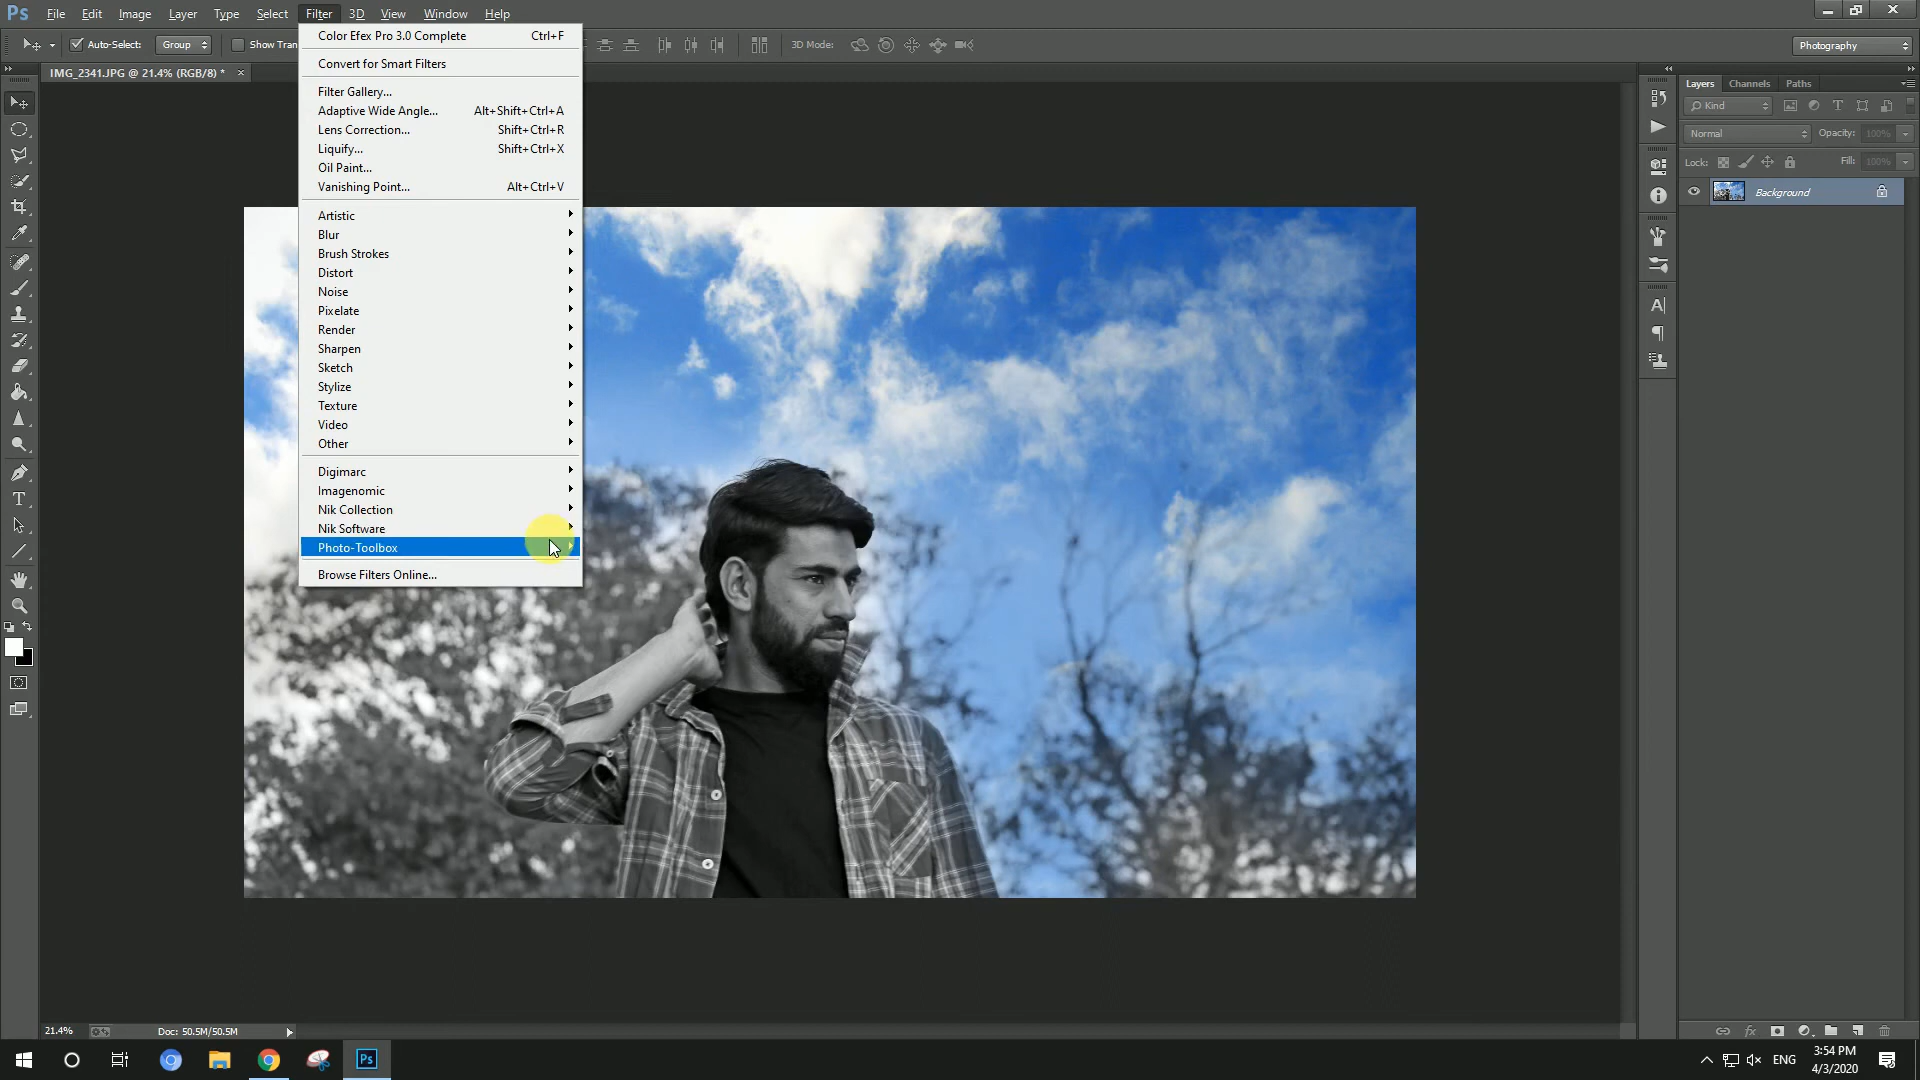 Ps File Edit Image Layer Type Select Filter 3D View Window Help
Auto-Select: Group Show Tran 3D Mode: Photography
IMG_2341.JPG @ 21.4% (RGB/8) *
Color Efex Pro 3.0 Complete Ctrl+F
Convert for Smart Filters
Filter Gallery...
Adaptive Wide Angle... Alt+Shift+Ctrl+A
Lens Correction... Shift+Ctrl+R
Liquify... Shift+Ctrl+X
Oil Paint...
Vanishing Point... Alt+Ctrl+V
Artistic
Blur
Brush Strokes
Distort
Noise
Pixelate
Render
Sharpen
Sketch
Stylize
Texture
Video
Other
Digimarc
Imagenomic
Nik Collection
Nik Software
Photo-Toolbox
Browse Filters Online...
Layers Channels Paths
Kind
Normal Opacity: 100%
Lock: Fill: 100%
Background
21.4% Doc: 50.5M/50.5M
Ps
ENG
3:54 PM
4/3/2020